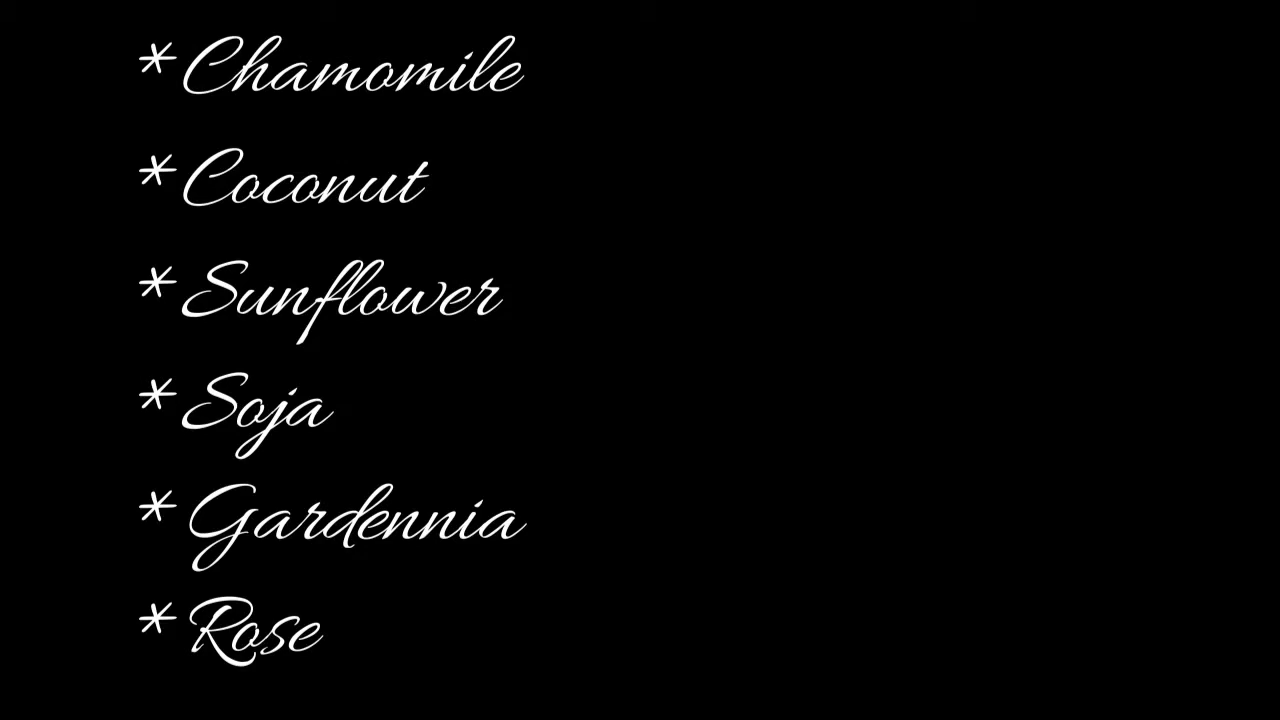 * Chamomile
* Coconut
* Sunflower
* Soja
* Gardennia
* Rose